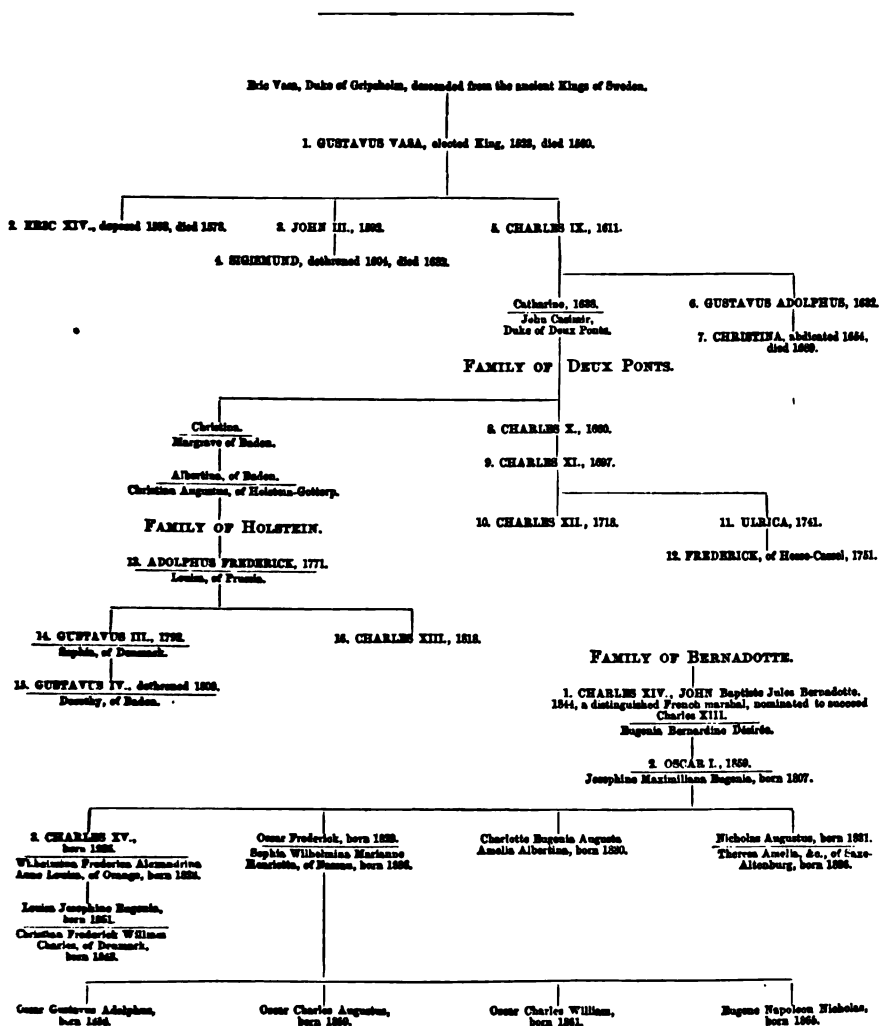 Eric Vasa, Duke of Gripsholm, descended from the ancient Kings of Sweden.
1. GUSTAVUS VASA, elected King, 1523, died 1560.
2. ERIC XIV., deposed 1568, died 1578.
3. JOHN III., 1592.
5. CHARLES IX., 1611.
4. SIGISMUND, dethroned 1604, died 1632.
Catharine, 1638.
John Casimir,
Duke of Deux Ponts.
6. GUSTAVUS ADOLPHUS, 1632.
7. CHRISTINA, abdicated 1654,
died 1689.
FAMILY OF DEUX PONTS.
Christina.
Margrave of Baden.
8. CHARLES X., 1660.
Albertina, of Baden.
Christian Augustus, of Holstein-Gottorp.
9. CHARLES XI., 1697.
FAMILY OF HOLSTEIN.
10. CHARLES XII., 1718.
11. ULRICA, 1741.
12. FREDERICK, of Hesse-Cassel, 1751.
13. ADOLPHUS FREDERICK, 1771.
Louisa, of Prussia.
14. GUSTAVUS III., 1792.
Sophia, of Denmark.
16. CHARLES XIII., 1818.
15. GUSTAVUS IV., dethroned 1809.
Dorothy, of Baden.
FAMILY OF BERNADOTTE.
1. CHARLES XIV., JOHN Baptiste Jules Bernadotte.
1844, a distinguished French marshal, nominated to succeed
Charles XIII.
Eugenia Bernardine Désirée.
2. OSCAR I., 1859.
Josephine Maximiliana Eugenia, born 1807.
3. CHARLES XV.,
born 1826.
Wilhelmina Frederica Alexandrina
Anne Louisa, of Orange, born 1828.
Oscar Frederick, born 1829.
Sophia Wilhelmina Marianne
Henrietta, of Nassau, born 1836.
Charlotte Eugenia Augusta
Amelia Albertina, born 1830.
Nicholas Augustus, born 1831.
Theresa Amelia, &c., of Saxe-
Altenburg, born 1836.
Louisa Josephine Eugenia,
born 1851.
Christian Frederick William
Charles, of Denmark,
born 1843.
Oscar Gustavus Adolphus,
born
Oscar Charles Augustus,
born 1859.
Oscar Charles William,
born 1861.
Eugene Napoleon Nicholas,
born 1865.